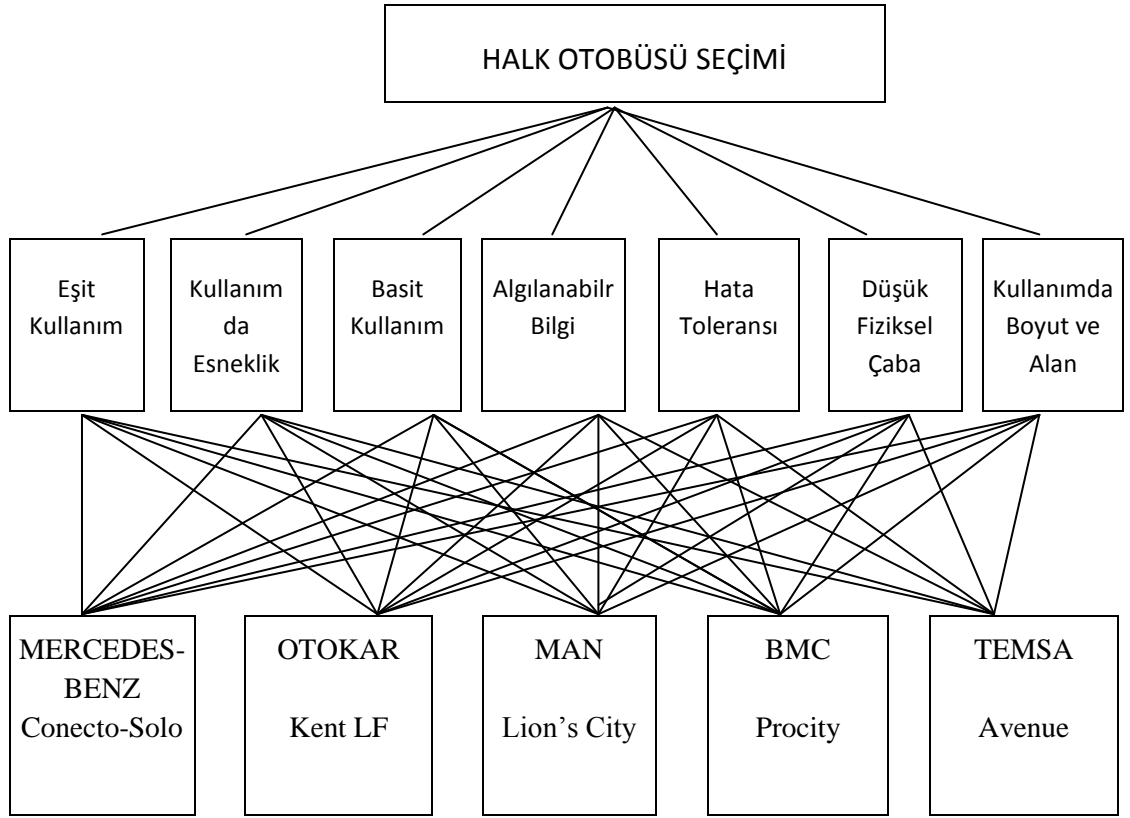 HALK OTOBÜSÜ SEÇİMİ
Eşit
Kullanım
Kullanım
da
Esneklik
Basit
Kullanım
Algılanabilr
Bilgi
Hata
Toleransı
Düşük
Fiziksel
Çaba
Kullanımda
Boyut ve
Alan
MERCEDES-
BENZ
Conecto-Solo
OTOKAR
Kent LF
MAN
Lion’s City
BMC
Procity
TEMSA
Avenue